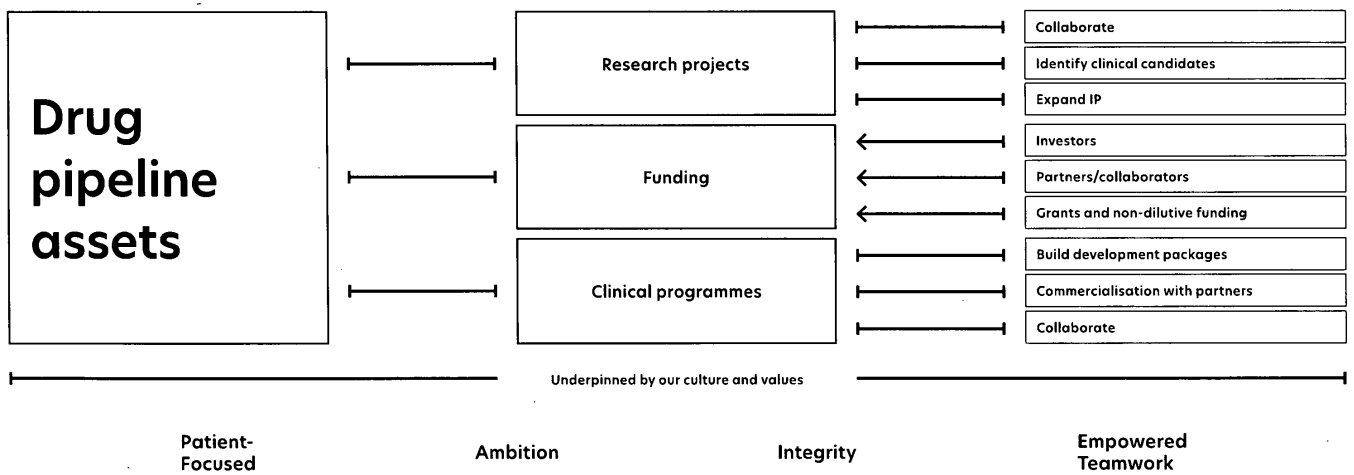 Drug
pipeline
assets
Research projects
Collaborate
Identify clinical candidates
Expand IP
Funding
Investors
Partners/collaborators
Grants and non-dilutive funding
Clinical programmes
Build development packages
Commercialisation with partners
Collaborate
Underpinned by our culture and values
Patient-
Focused
Ambition
Integrity
Empowered
Teamwork